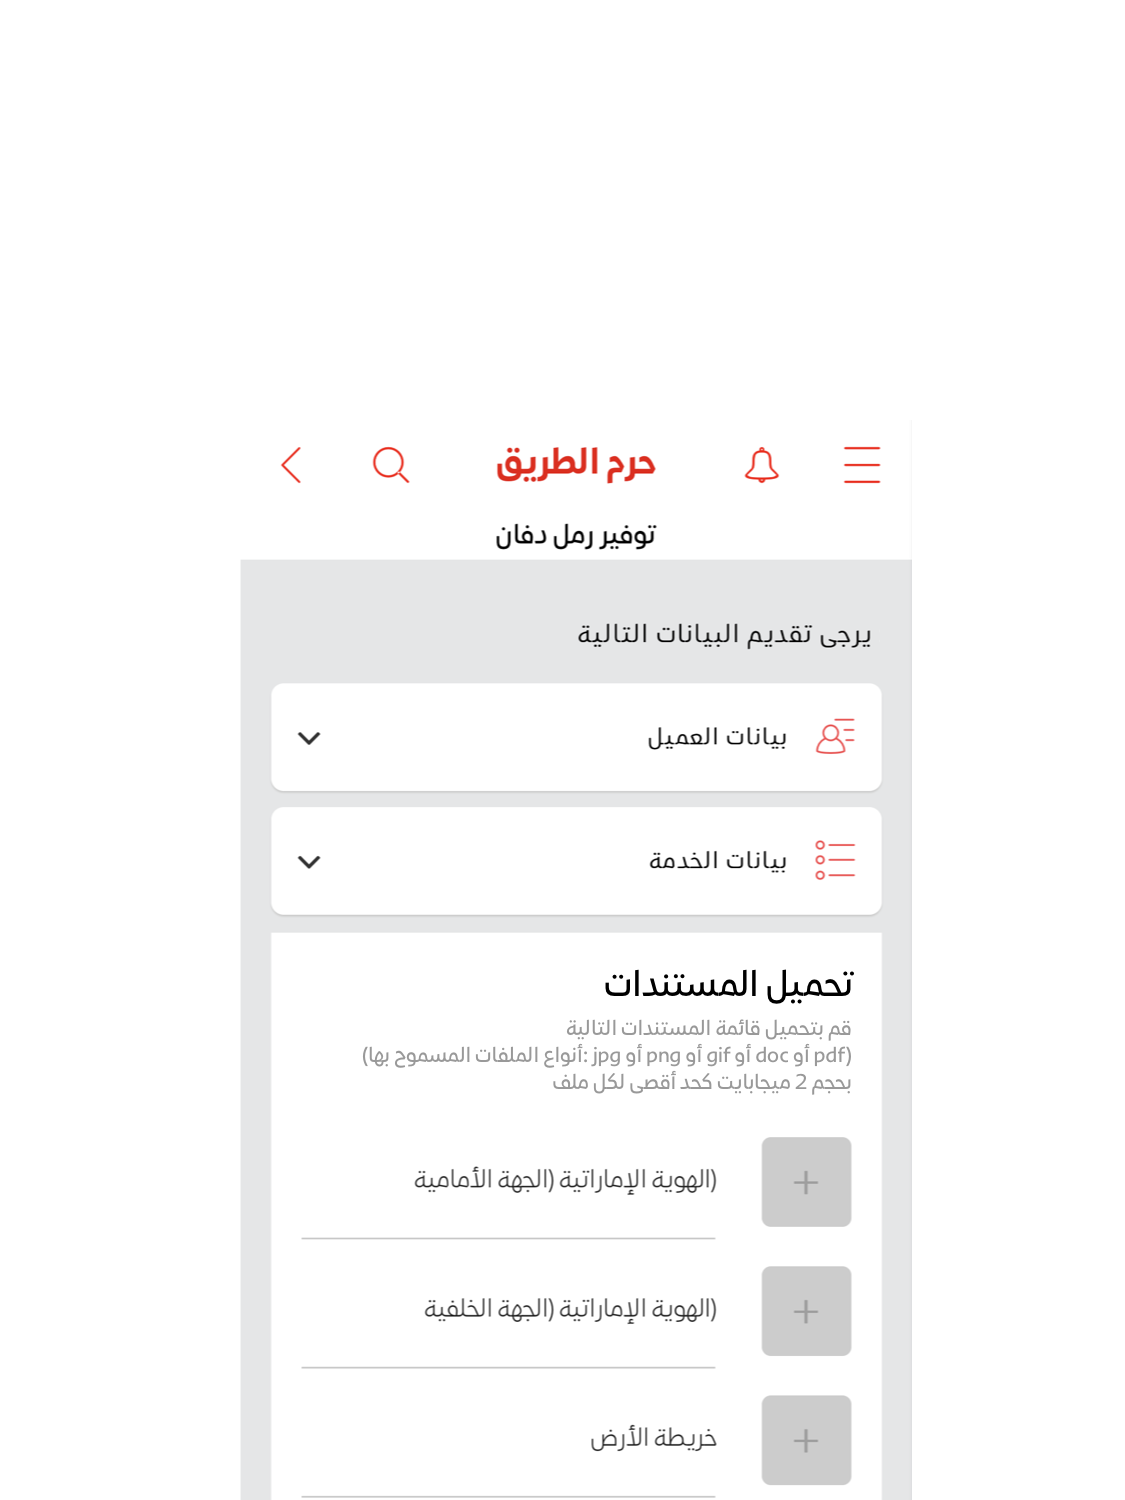 حرم الطريق
توفير رمل دفان
يرجى تقديم البيانات التالية
بيانات العميل
بيانات الخدمة
تحميل المستندات
قم بتحميل قائمة المستندات التالية
(pdf أو doc أو gif أو png أو jpg :أنواع الملفات المسموح بها)
بحجم 2 ميجابايت كحد أقصى لكل ملف
(الهوية الإماراتية (الجهة الأمامية
(الهوية الإماراتية (الجهة الخلفية
خريطة الأرض